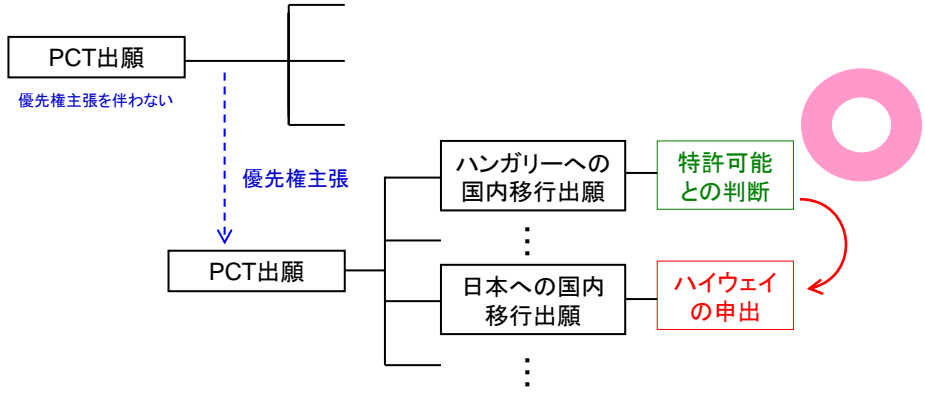 PCT出願
優先権主張を伴わない
優先権主張
PCT出願
ハンガリーへの
国内移行出願
特許可能
との判断
⋮
日本への国内
移行出願
ハイウェイ
の申出
⋮